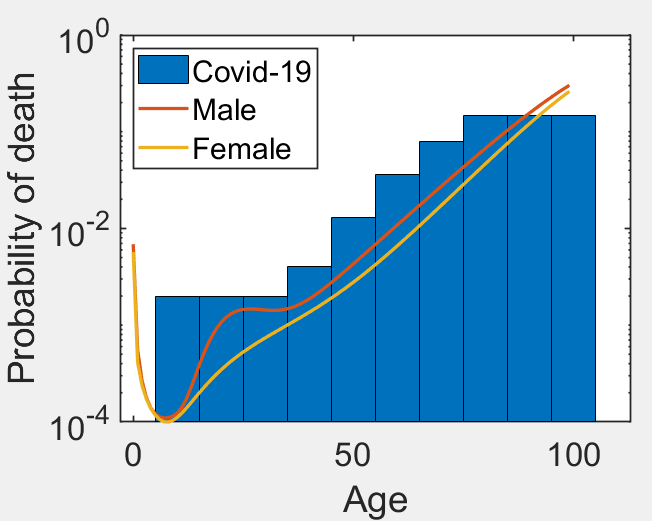 10^0
Covid-19
Male
Female
Probability of death
10^-2
10^-4
0 50 100
Age